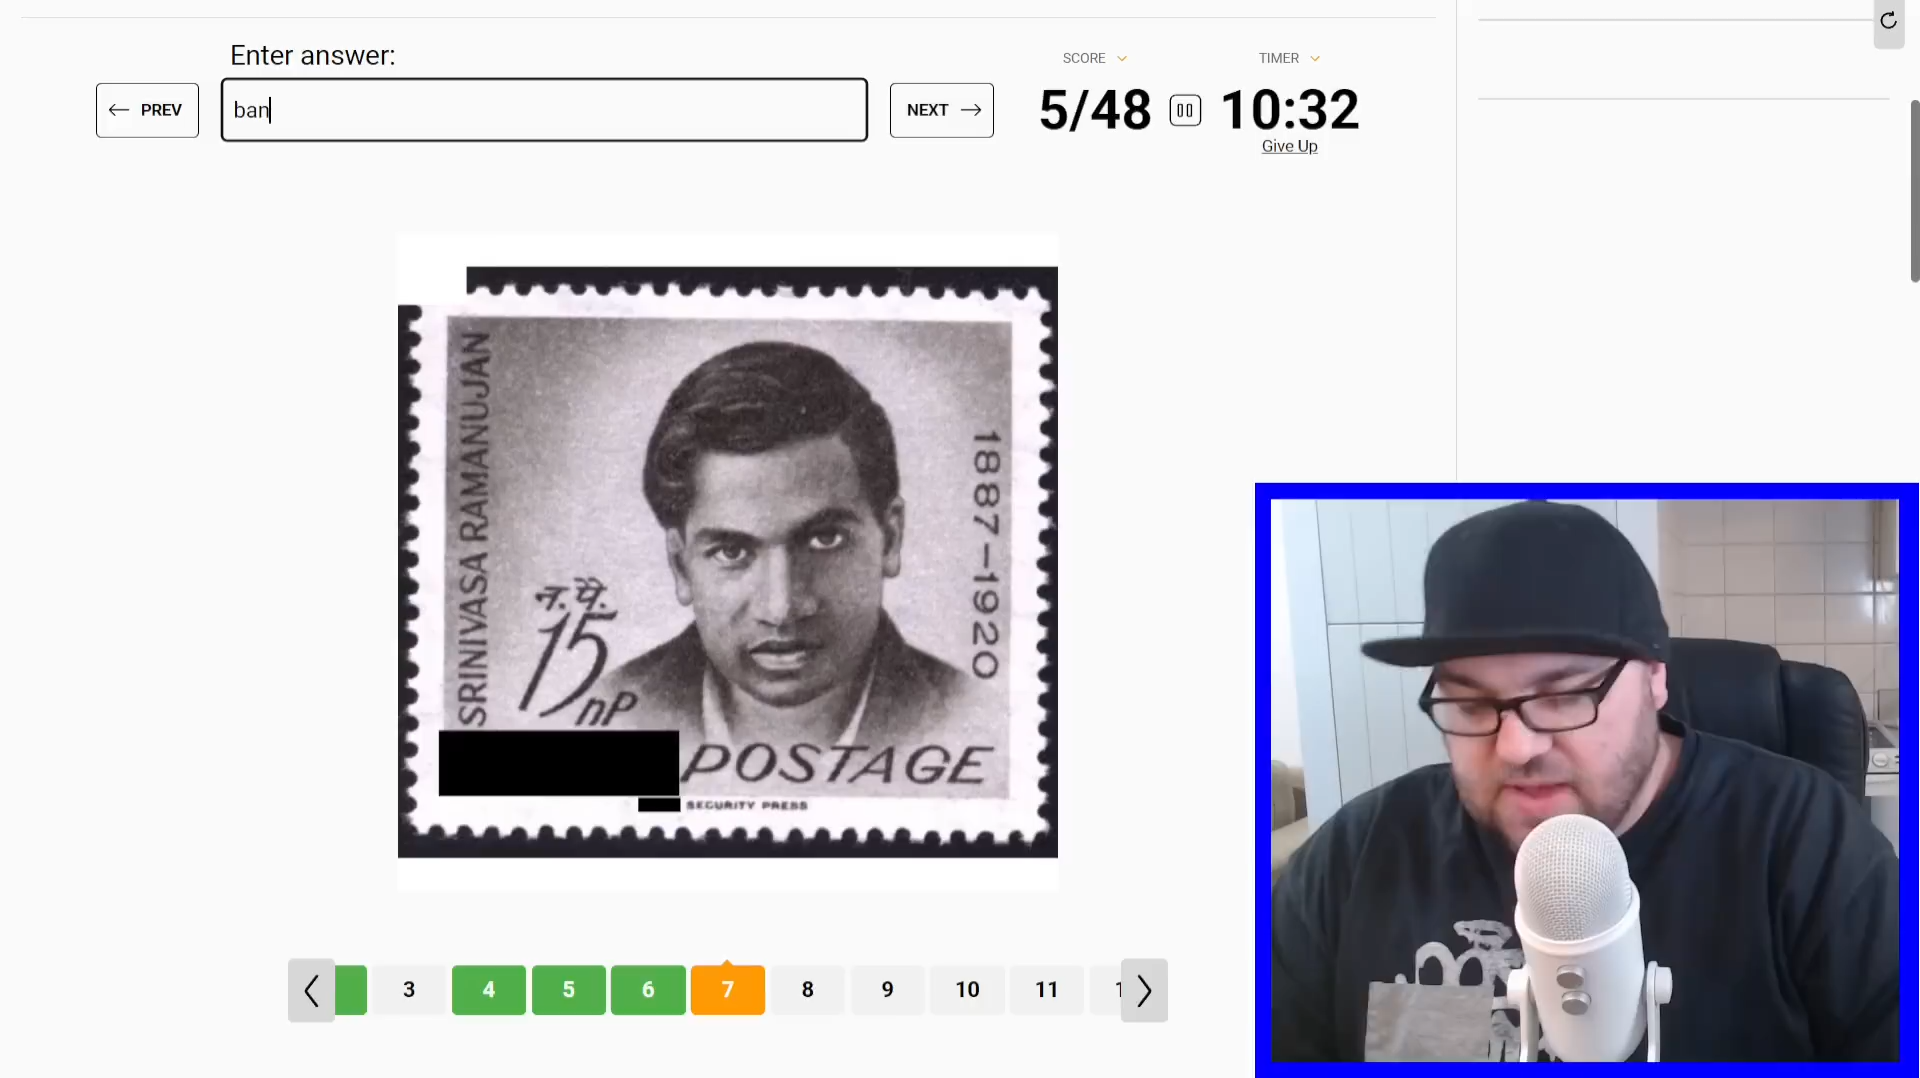 Enter answer:
← PREV
ban
NEXT →
SCORE
5/48
TIMER
10:32
Give Up
SRINIVASA RAMANUJAN
1887-1920
न.पै.
15
nP
POSTAGE
SECURITY PRESS
3
4
5
6
7
8
9
10
11
1